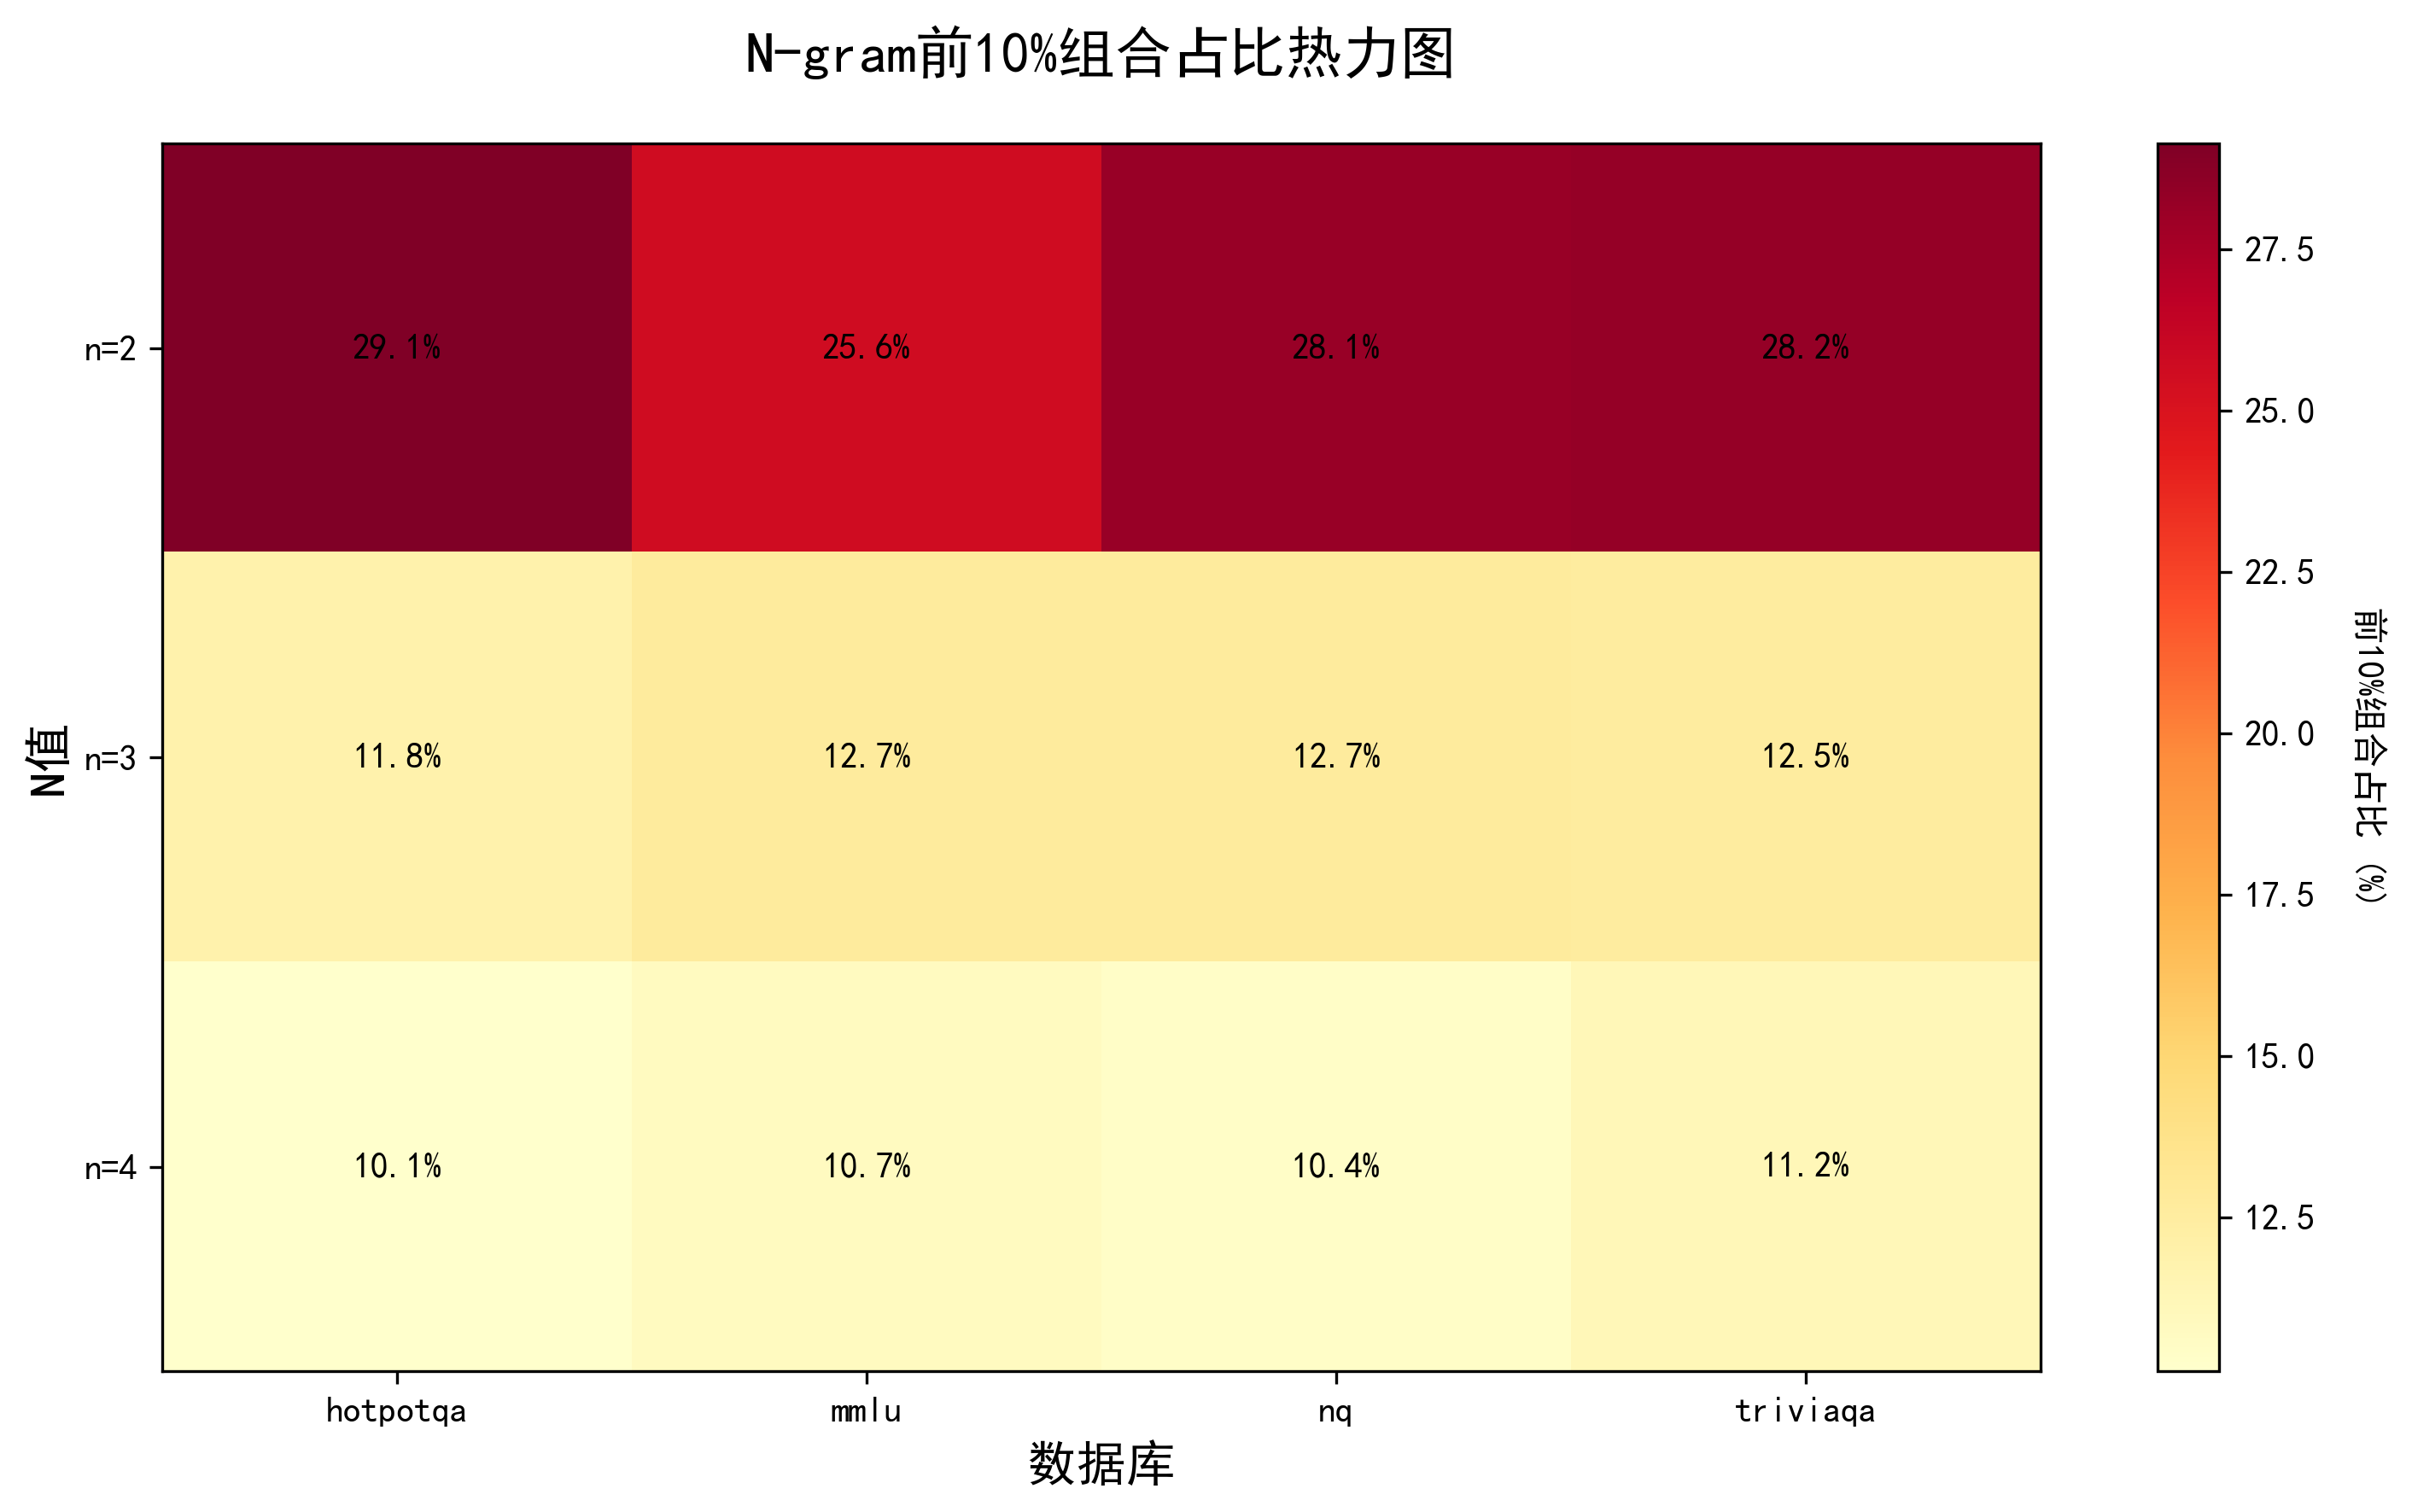 N-gram前10%组合占比热力图
N值
n=2
29.1% 25.6% 28.1% 28.2%
n=3
11.8% 12.7% 12.7% 12.5%
n=4
10.1% 10.7% 10.4% 11.2%
hotpotqa mmlu nq triviaqa
数据库
27.5
25.0
22.5
20.0
17.5
15.0
12.5
前10%组合占比 (%)